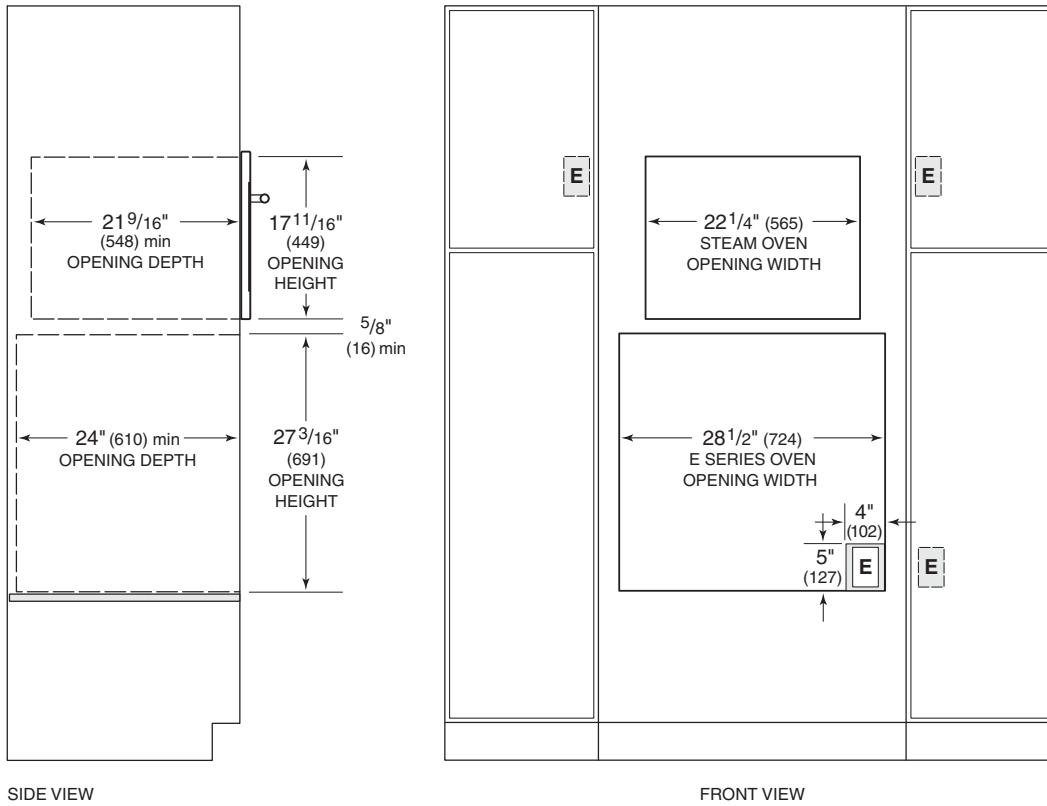 21 9/16"
(548) min
OPENING DEPTH
17 11/16"
(449)
OPENING
HEIGHT
5/8"
(16) min
24" (610) min
OPENING DEPTH
27 3/16"
(691)
OPENING
HEIGHT
SIDE VIEW
E
E
22 1/4" (565)
STEAM OVEN
OPENING WIDTH
28 1/2" (724)
E SERIES OVEN
OPENING WIDTH
4"
(102)
5"
(127)
E
E
FRONT VIEW